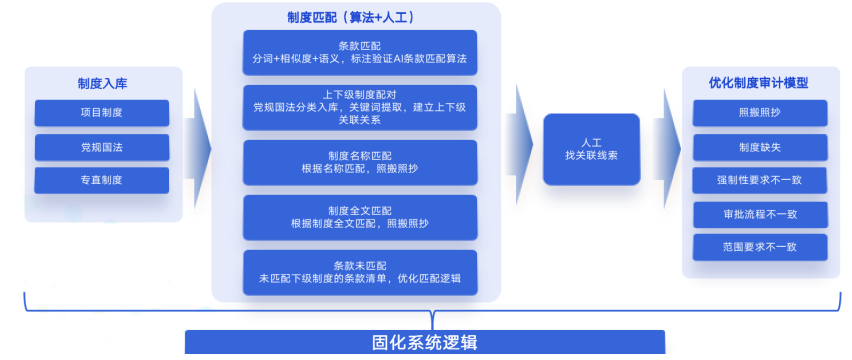 制度入库
项目制度
党规国法
专直制度
制度匹配（算法+人工）
条款匹配
分词+相似度+语义，标注验证AI条款匹配算法
上下级制度配对
党规国法分类入库，关键词提取，建立上下级
关联关系
制度名称匹配
根据名称匹配，照搬照抄
制度全文匹配
根据制度全文匹配，照搬照抄
条款未匹配
未匹配下级制度的条款清单，优化匹配逻辑
人工
找关联线索
优化制度审计模型
照搬照抄
制度缺失
强制性要求不一致
审批流程不一致
范围要求不一致
固化系统逻辑